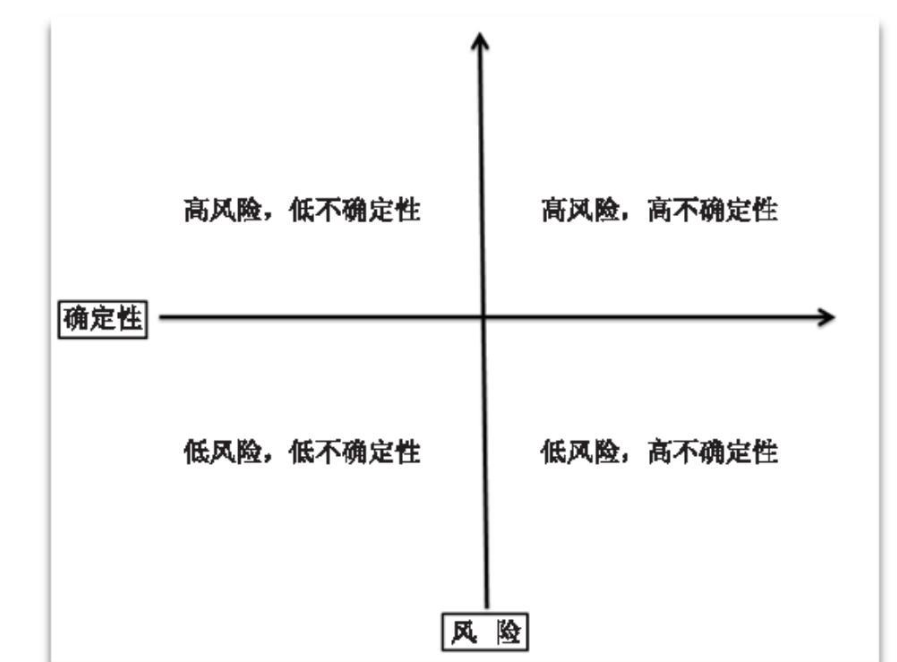 高风险，低不确定性
高风险，高不确定性
确定性
低风险，低不确定性
低风险，高不确定性
风 险